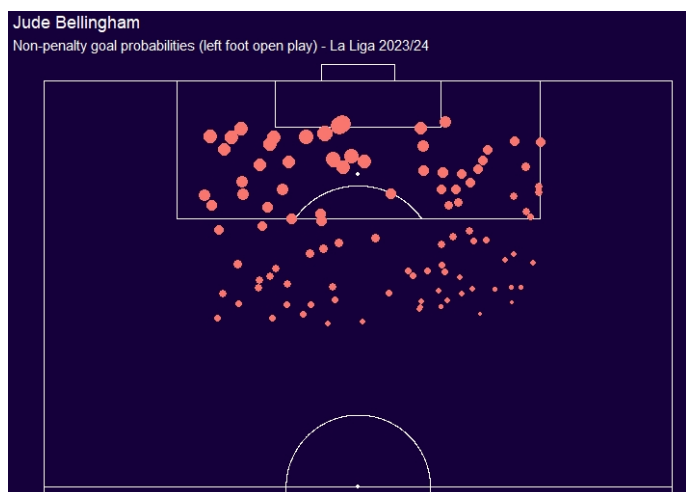 Jude Bellingham
Non-penalty goal probabilities (left foot open play) - La Liga 2023/24